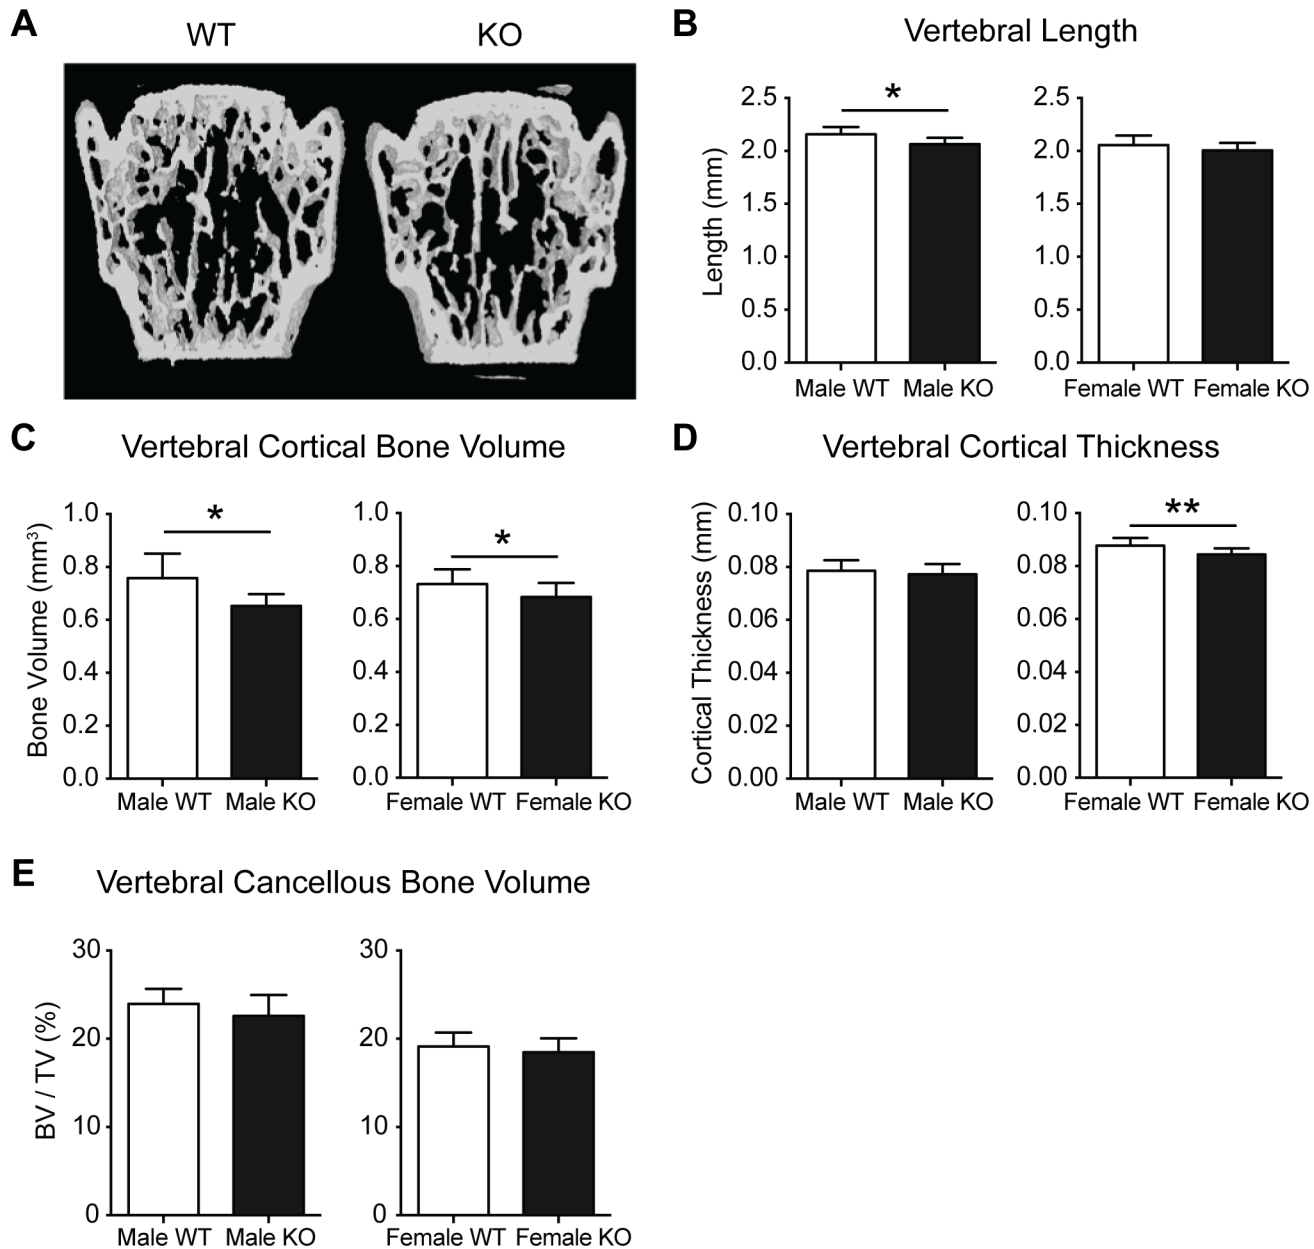 A
WT KO
B
Vertebral Length
*
2.5
2.0
1.5
1.0
0.5
0.0
Length (mm)
Male WT Male KO
2.5
2.0
1.5
1.0
0.5
0.0
Female WT Female KO
C
Vertebral Cortical Bone Volume
*
1.0
0.8
0.6
0.4
0.2
0.0
Bone Volume (mm³)
Male WT Male KO
*
1.0
0.8
0.6
0.4
0.2
0.0
Female WT Female KO
D
Vertebral Cortical Thickness
0.10
0.08
0.06
0.04
0.02
0.00
Cortical Thickness (mm)
Male WT Male KO
**
0.10
0.08
0.06
0.04
0.02
0.00
Female WT Female KO
E
Vertebral Cancellous Bone Volume
30
20
10
0
BV / TV (%)
Male WT Male KO
30
20
10
0
Female WT Female KO